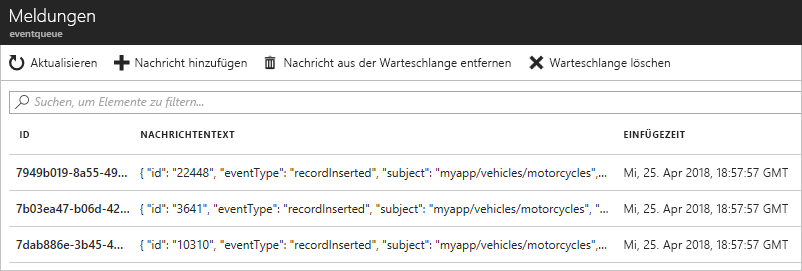 Meldungen
eventqueue
Aktualisieren Nachricht hinzufügen Nachricht aus der Warteschlange entfernen Warteschlange löschen
Suchen, um Elemente zu filtern...
ID NACHRICHTENTEXT EINFÜGEZEIT
7949b019-8a55-49... { "id": "22448", "eventType": "recordInserted", "subject": "myapp/vehicles/motorcycles",... Mi, 25. Apr 2018, 18:57:57 GMT
7b03ea47-b06d-42... { "id": "3641", "eventType": "recordInserted", "subject": "myapp/vehicles/motorcycles", "... Mi, 25. Apr 2018, 18:57:57 GMT
7dab886e-3b45-4... { "id": "10310", "eventType": "recordInserted", "subject": "myapp/vehicles/motorcycles",... Mi, 25. Apr 2018, 18:57:57 GMT